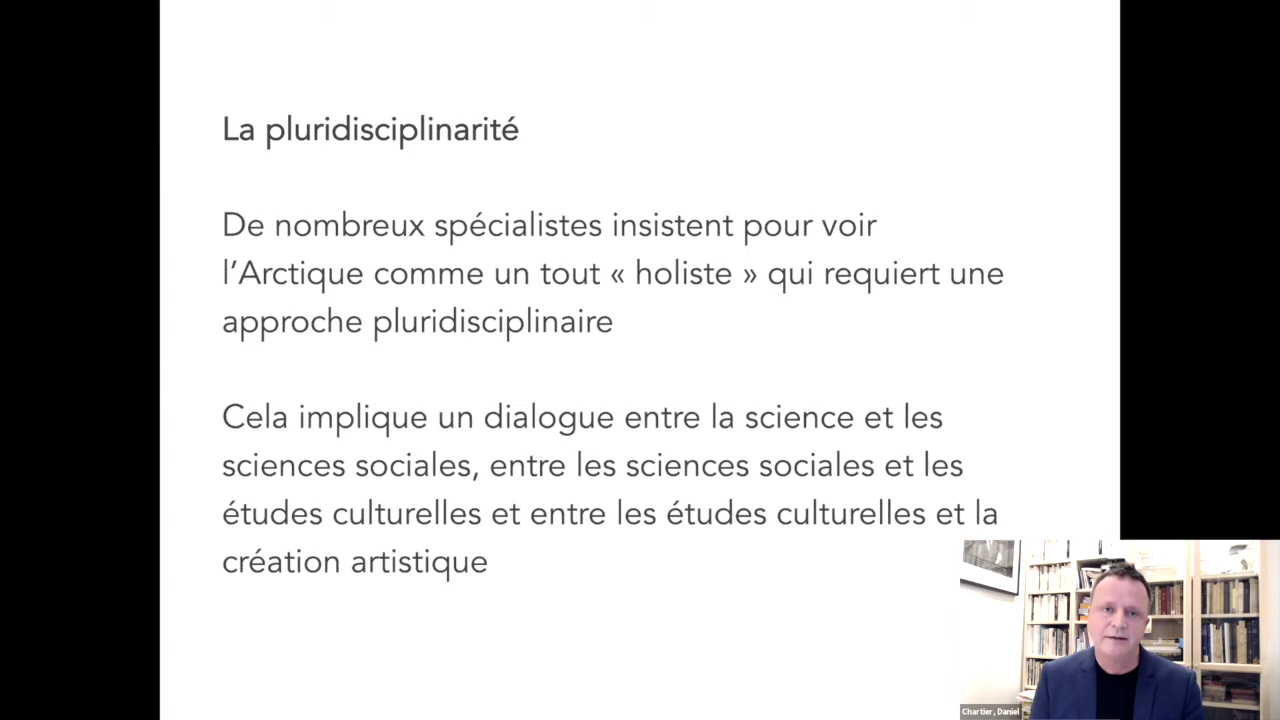 La pluridisciplinarité
De nombreux spécialistes insistent pour voir
l’Arctique comme un tout « holiste » qui requiert une
approche pluridisciplinaire
Cela implique un dialogue entre la science et les
sciences sociales, entre les sciences sociales et les
études culturelles et entre les études culturelles et la
création artistique
Chartier, Daniel